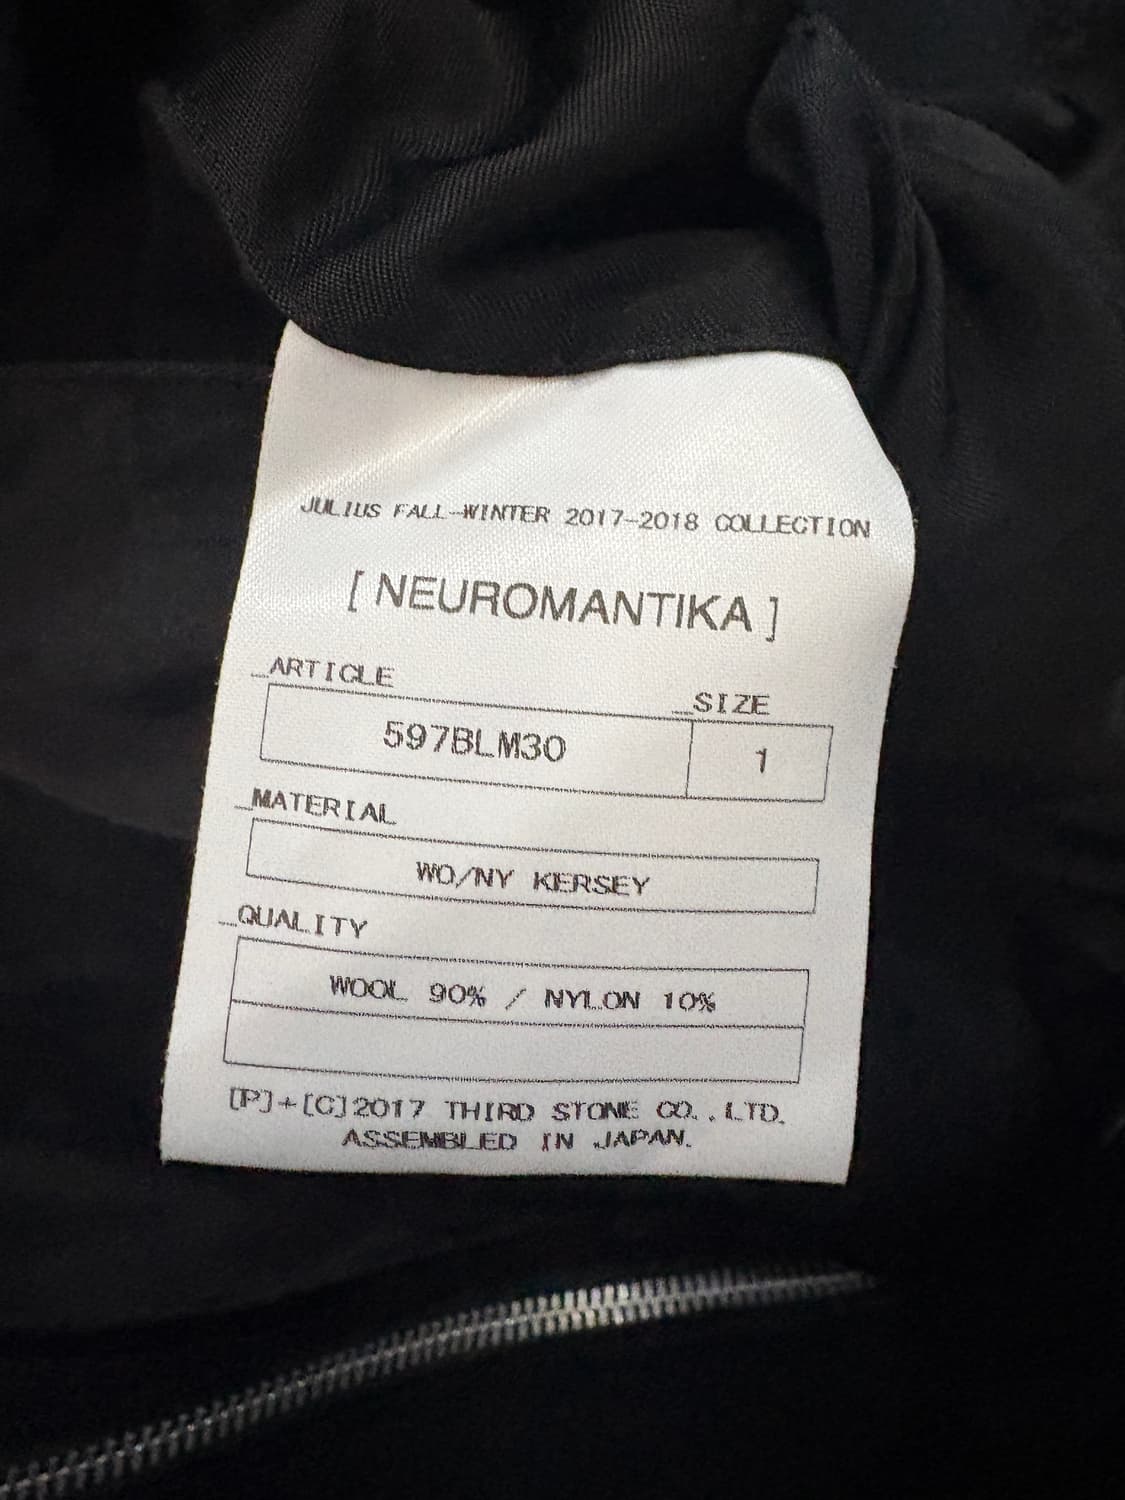 JULIUS FALL-WINTER 2017-2018 COLLECTION
[ NEUROMANTIKA ]
_ARTICLE
_SIZE
597BLM30
1
_MATERIAL
WO/NY KERSEY
_QUALITY
WOOL 90% / NYLON 10%
[P]+[C]2017 THIRD STONE CO.,LTD.
ASSEMBLED IN JAPAN.